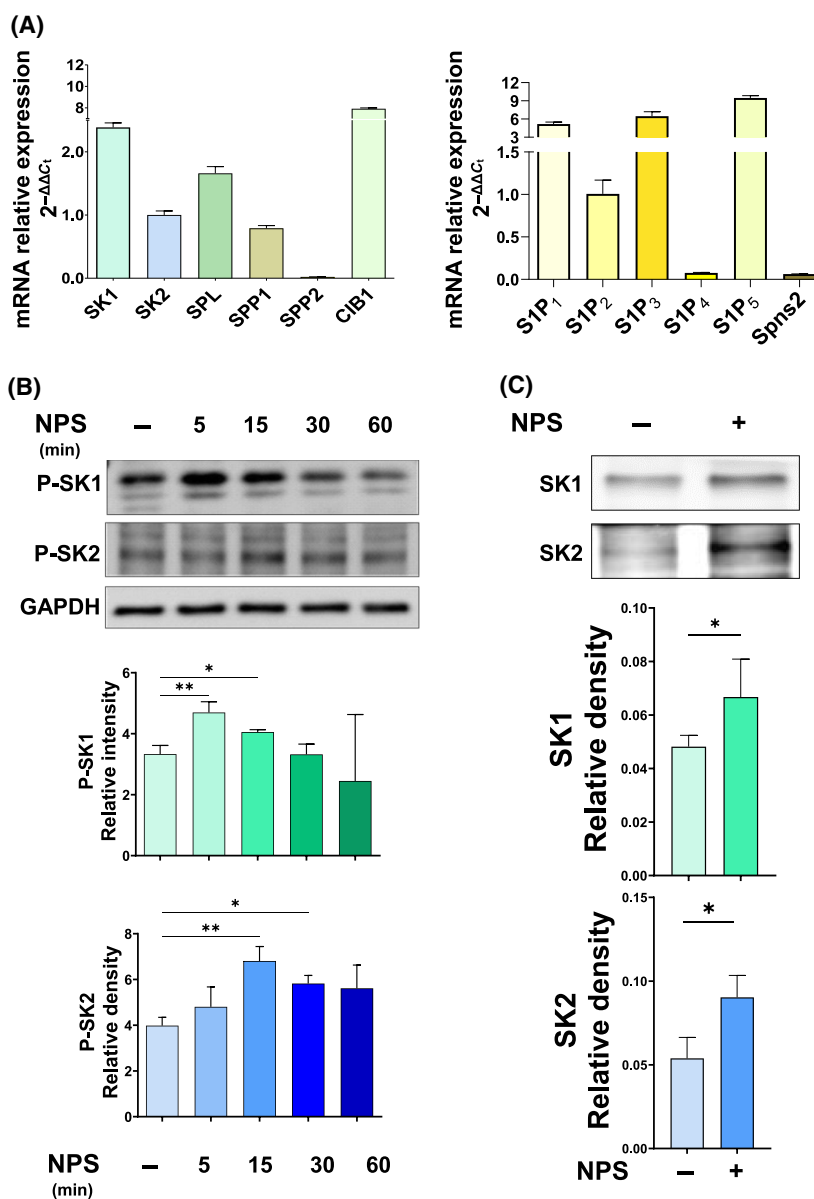 (A)
mRNA relative expression
2−ΔΔCt
12
10
8
6
2.0
1.0
0.0
SK1
SK2
SPL
SPP1
SPP2
CIB1
mRNA relative expression
2−ΔΔCt
12
9
6
3
1.5
1.0
0.5
0.0
S1P1
S1P2
S1P3
S1P4
S1P5
Spns2
(B)
NPS – 5 15 30 60
(min)
P-SK1
P-SK2
GAPDH
P-SK1
Relative intensity
6
4
2
0
**
*
P-SK2
Relative density
8
6
4
2
0
*
**
NPS – 5 15 30 60
(min)
(C)
NPS – +
SK1
SK2
SK1
Relative density
0.10
0.08
0.06
0.04
0.02
0.00
*
SK2
Relative density
0.15
0.10
0.05
0.00
*
NPS – +